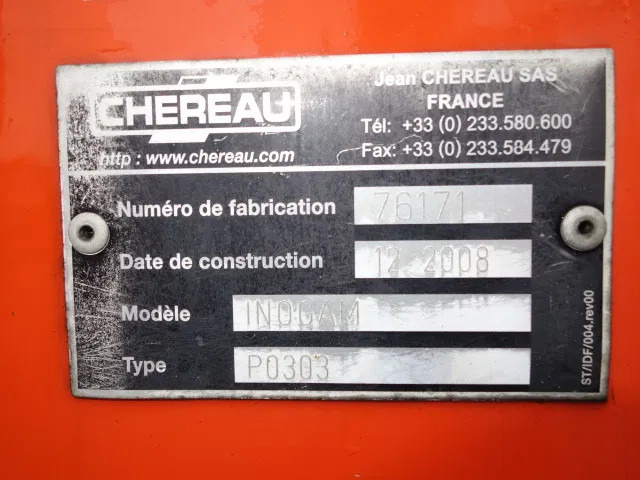 CHEREAU
http : www.chereau.com
Jean CHEREAU SAS
FRANCE
Tél: +33 (0) 233.580.600
Fax: +33 (0) 233.584.479
Numéro de fabrication 76171
Date de construction 12 2008
Modèle INOGAM
Type P0303
ST/IDF/004.rev00